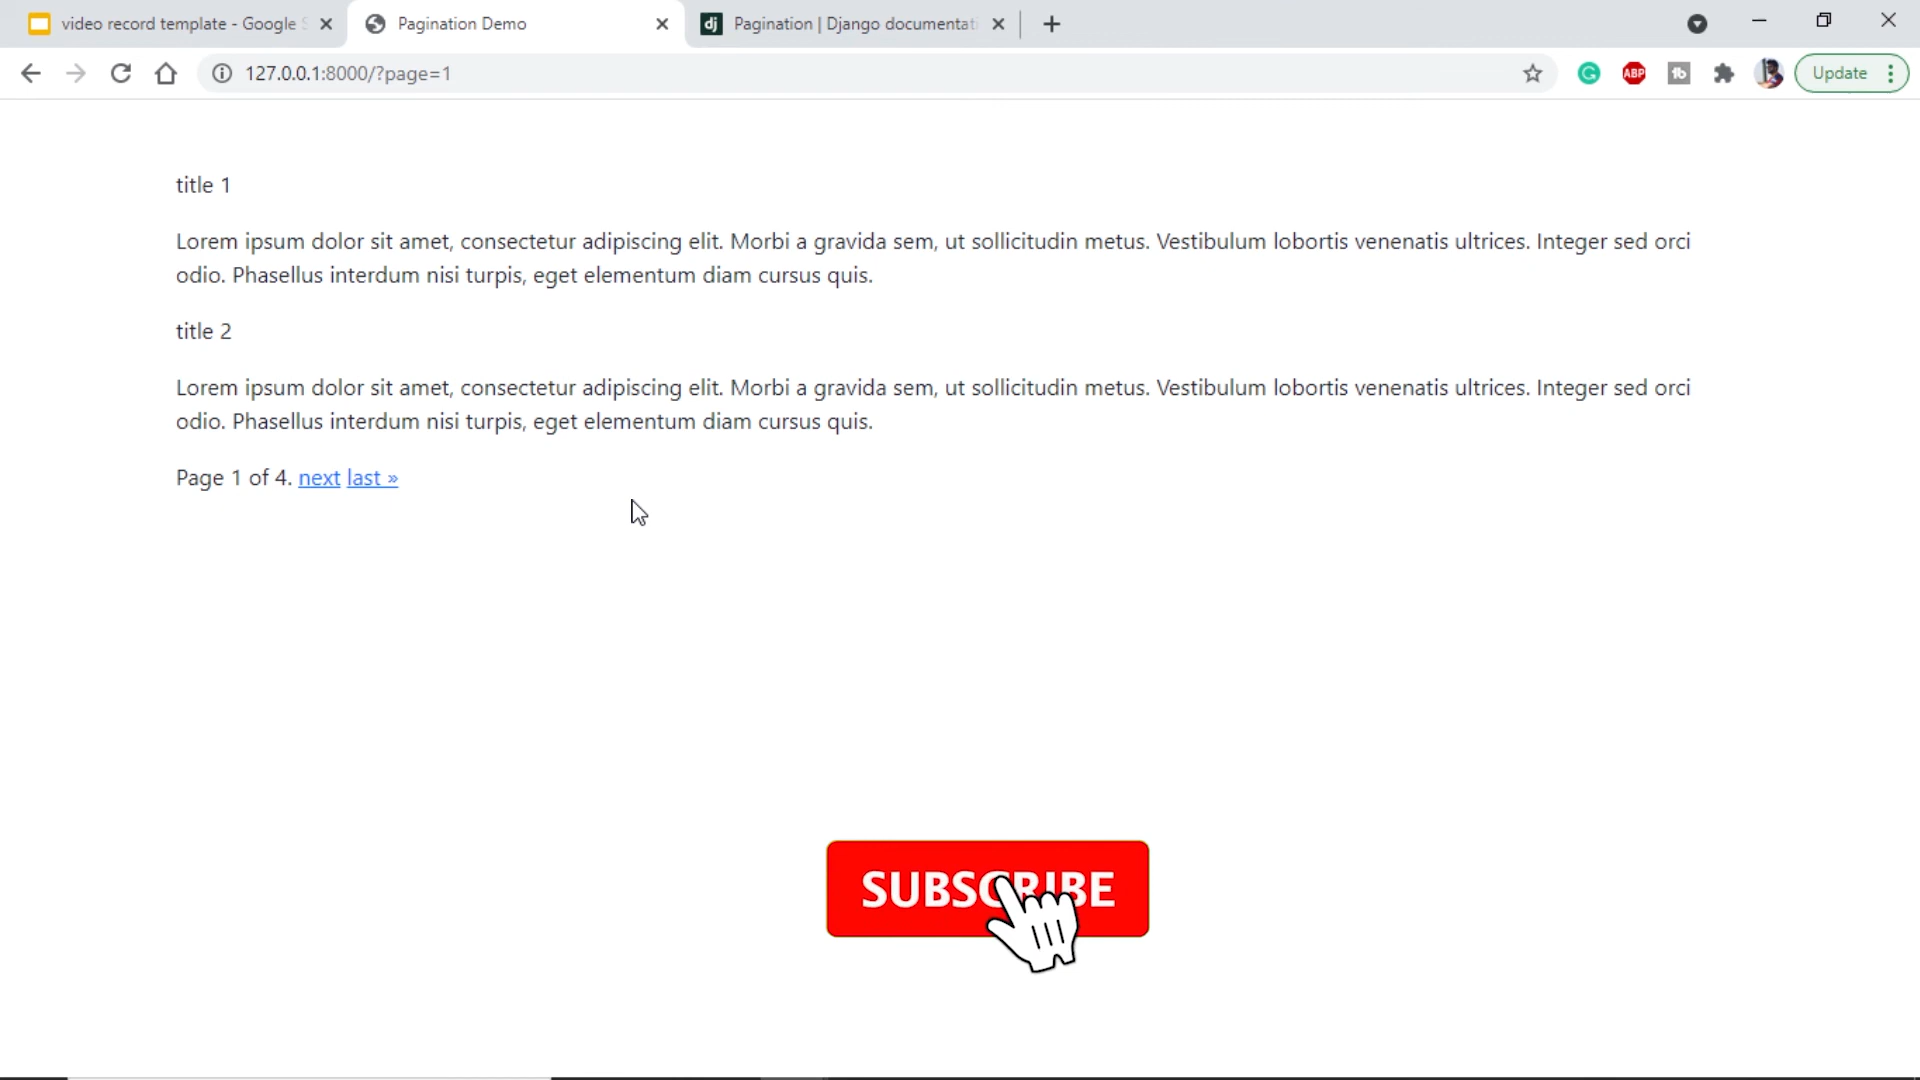 video record template - Google S
Pagination Demo
dj
Pagination | Django documentati
127.0.0.1:8000/?page=1
ABP
Update
title 1
Lorem ipsum dolor sit amet, consectetur adipiscing elit. Morbi a gravida sem, ut sollicitudin metus. Vestibulum lobortis venenatis ultrices. Integer sed orci
odio. Phasellus interdum nisi turpis, eget elementum diam cursus quis.
title 2
Lorem ipsum dolor sit amet, consectetur adipiscing elit. Morbi a gravida sem, ut sollicitudin metus. Vestibulum lobortis venenatis ultrices. Integer sed orci
odio. Phasellus interdum nisi turpis, eget elementum diam cursus quis.
Page 1 of 4. next last »
SUBSCRIBE